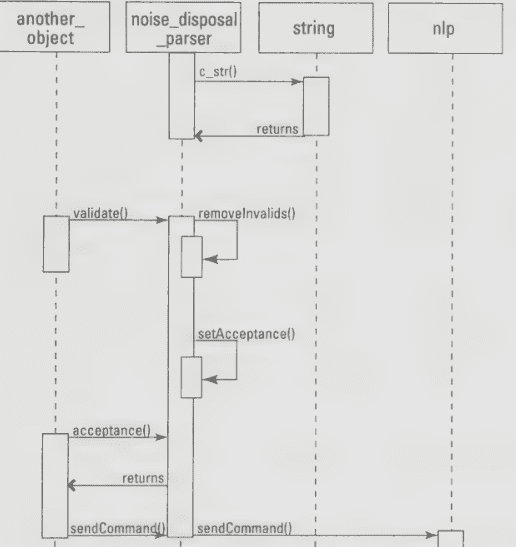 another_
object
noise_disposal
_parser
string
nlp
c_str()
returns
validate()
removeInvalids()
setAcceptance()
acceptance()
returns
sendCommand()
sendCommand()